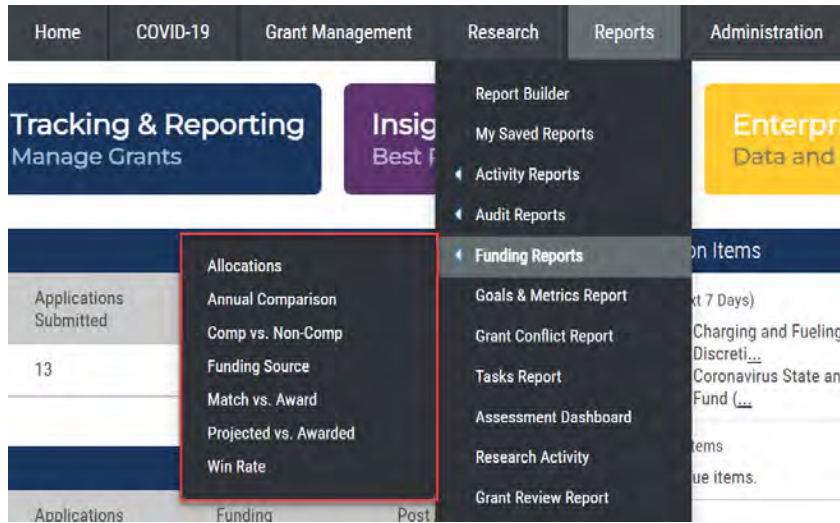 Home COVID-19 Grant Management Research Reports Administration
Tracking & Reporting
Manage Grants
Insig
Best
Enterpr
Data and
Report Builder
My Saved Reports
Activity Reports
Audit Reports
Funding Reports
Goals & Metrics Report
Grant Conflict Report
Tasks Report
Assessment Dashboard
Research Activity
Grant Review Report
Allocations
Annual Comparison
Comp vs. Non-Comp
Funding Source
Match vs. Award
Projected vs. Awarded
Win Rate
Applications
Submitted
13
on Items
xt 7 Days)
Charging and Fueling
Discreti...
Coronavirus State an
Fund (...
tems
ue items.
Applications Funding Post